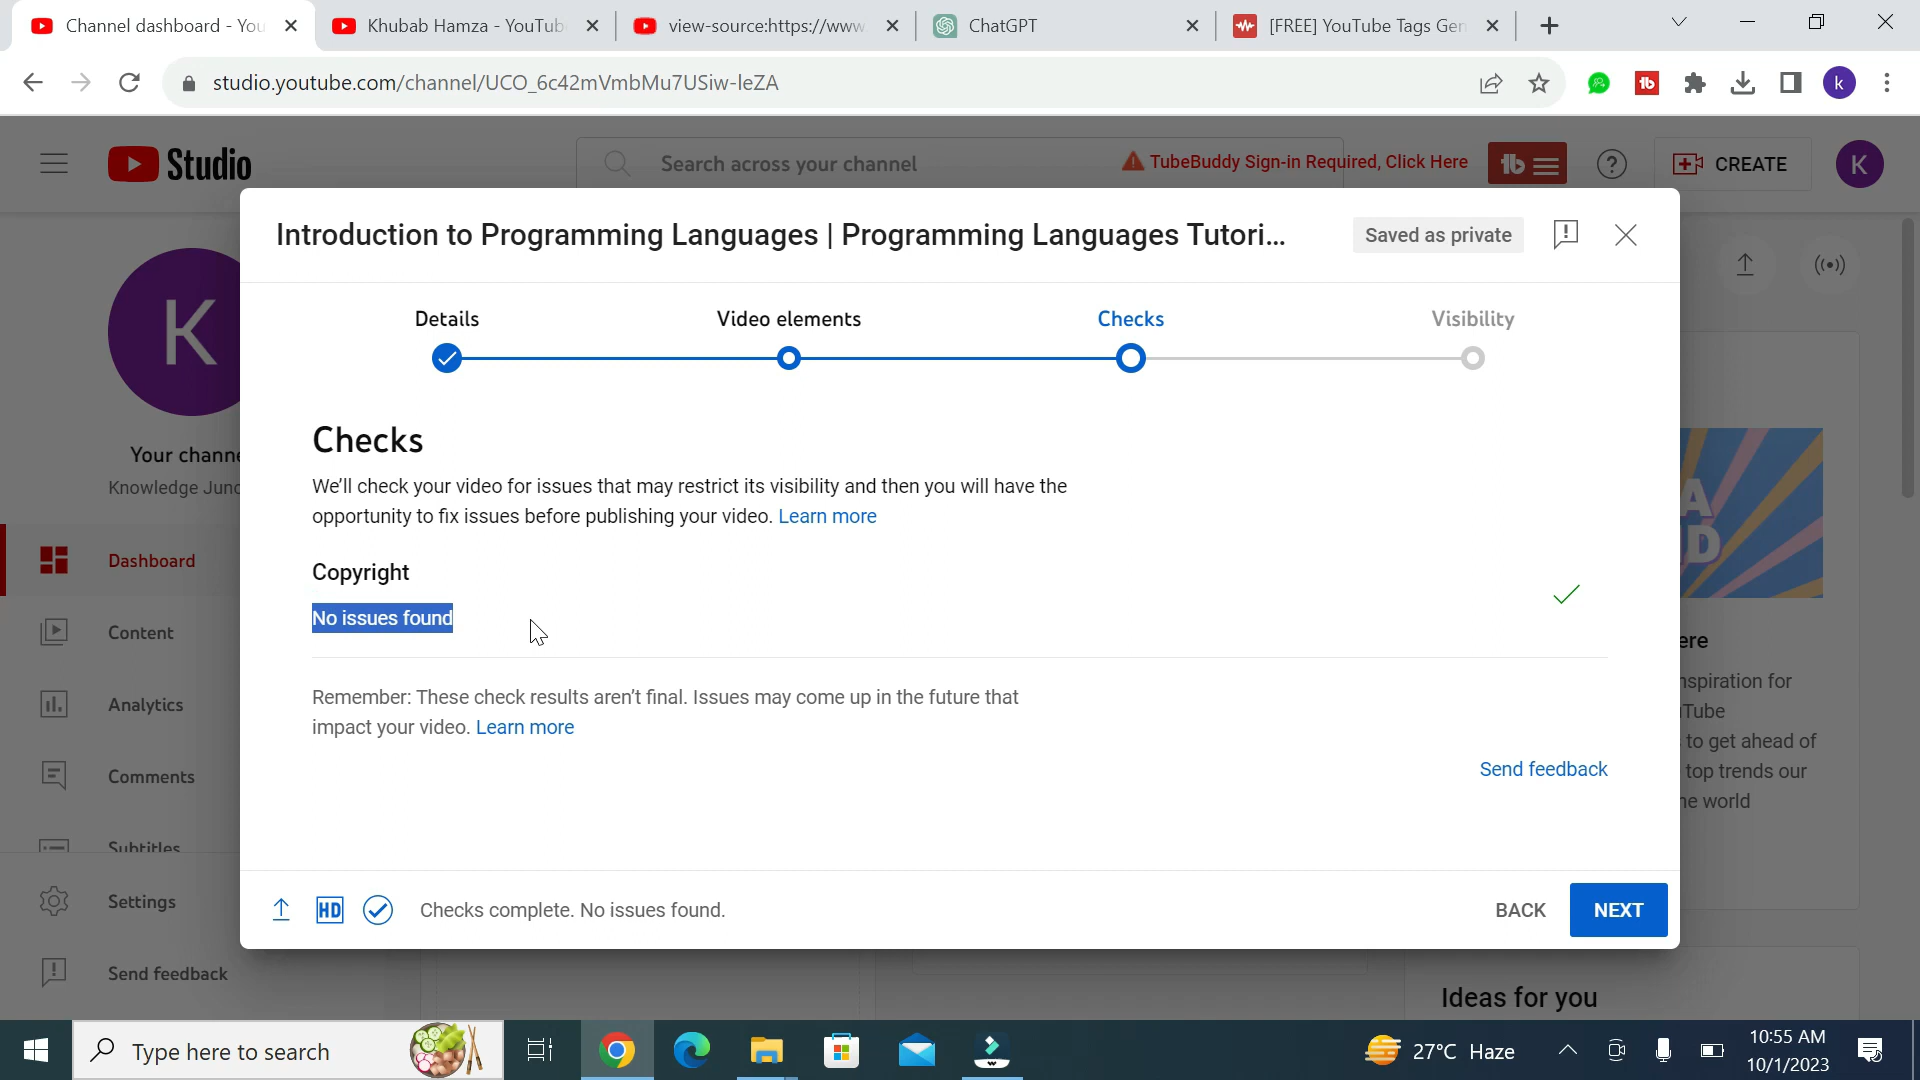 Channel dashboard - You
Khubab Hamza - YouTub
view-source:https://www
ChatGPT
[FREE] YouTube Tags Gen
studio.youtube.com/channel/UCO_6c42mVmbMu7USiw-leZA
k
Studio
Search across your channel
TubeBuddy Sign-in Required, Click Here
CREATE
K
Introduction to Programming Languages | Programming Languages Tutori...
Saved as private
Details
Video elements
Checks
Visibility
K
Your channe
Knowledge Junc
Dashboard
Content
Analytics
Comments
Subtitles
Settings
Send feedback
Checks
We'll check your video for issues that may restrict its visibility and then you will have the
opportunity to fix issues before publishing your video. Learn more
Copyright
No issues found
Remember: These check results aren't final. Issues may come up in the future that
impact your video. Learn more
Send feedback
HD
Checks complete. No issues found.
BACK
NEXT
ere
nspiration for
Tube
to get ahead of
top trends our
he world
Ideas for you
Type here to search
27°C Haze
10:55 AM
10/1/2023